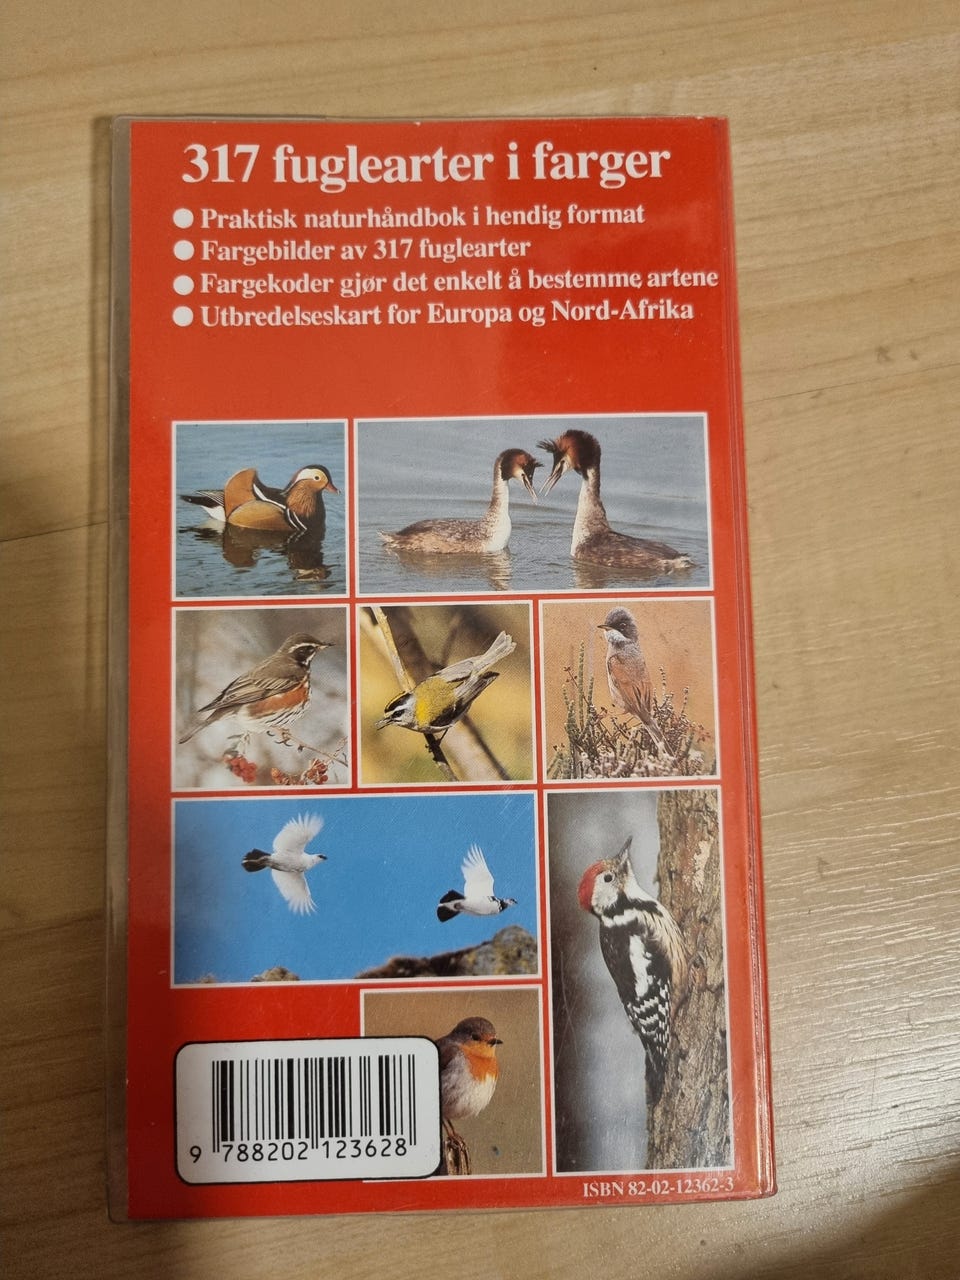 317 fuglearter i farger
● Praktisk naturhåndbok i hendig format
● Fargebilder av 317 fuglearter
● Fargekoder gjør det enkelt å bestemme artene
● Utbredelseskart for Europa og Nord-Afrika
9 788202 123628
ISBN 82-02-12362-3